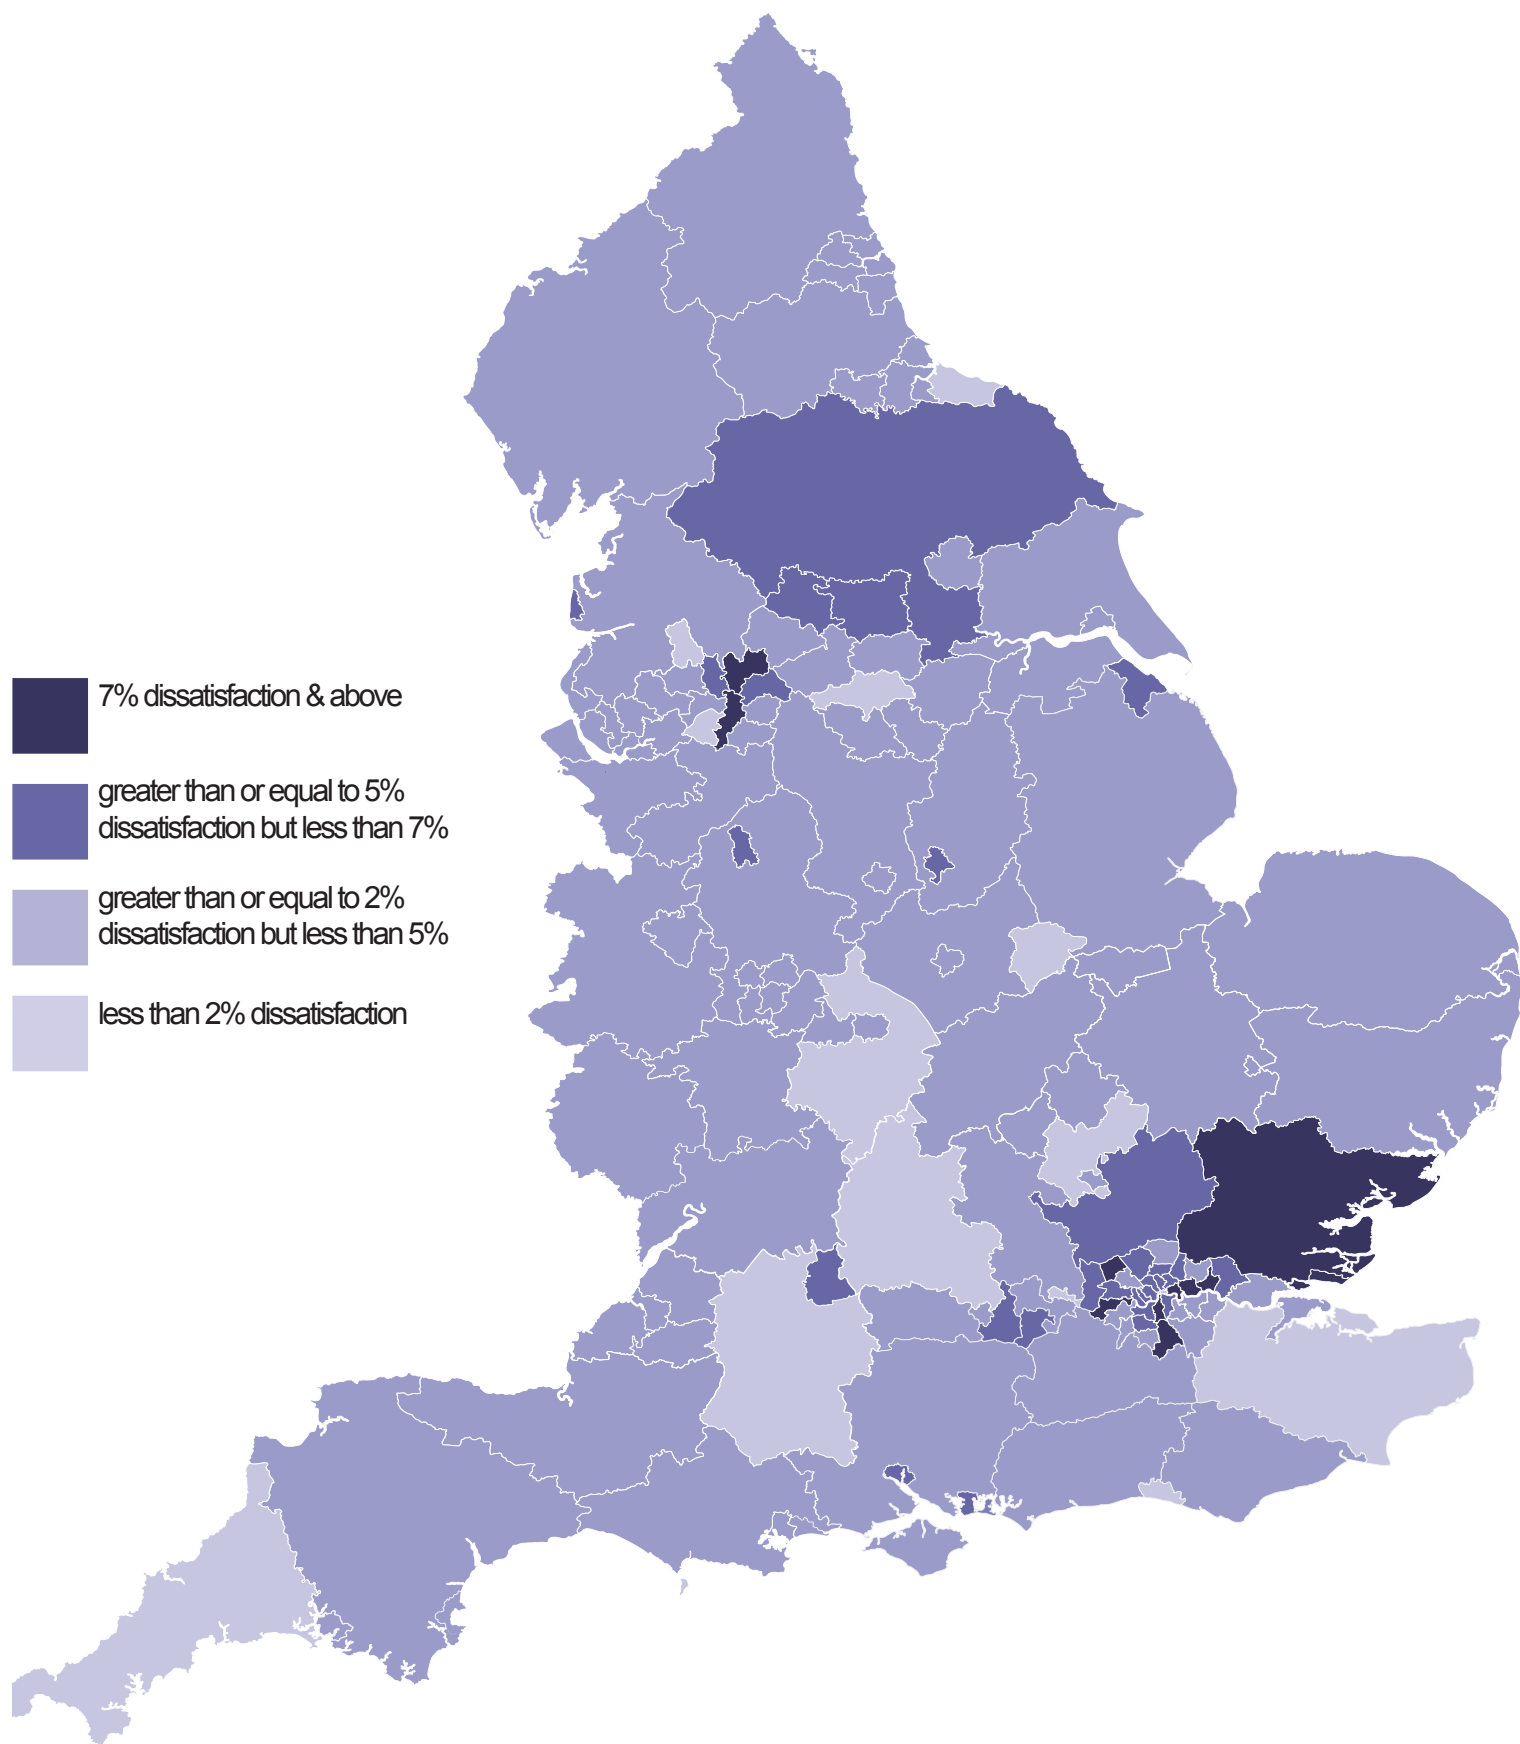 7% dissatisfaction & above
greater than or equal to 5%
dissatisfaction but less than 7%
greater than or equal to 2%
dissatisfaction but less than 5%
less than 2% dissatisfaction